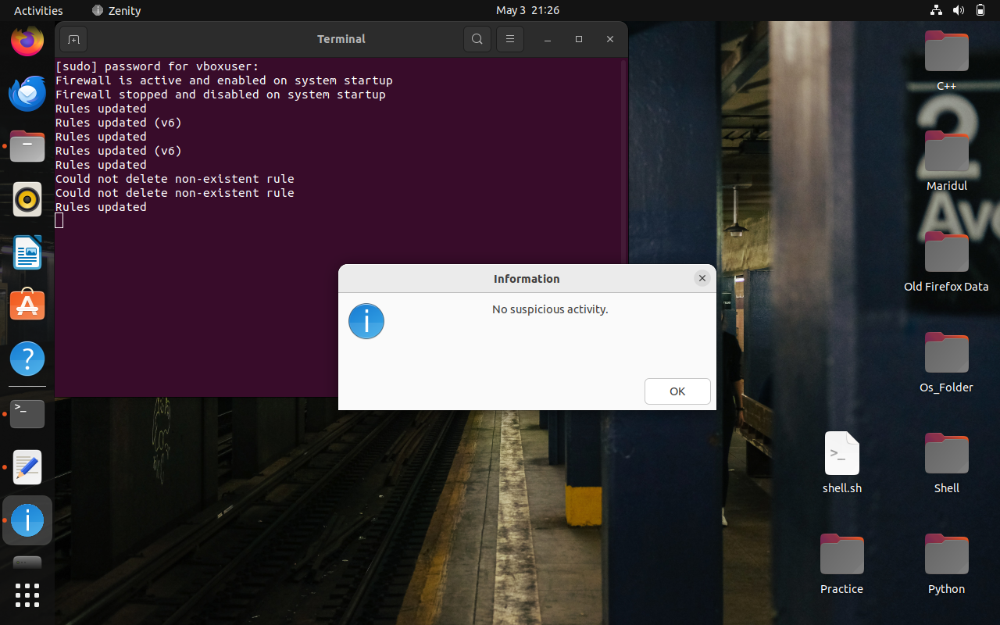 Activities
Zenity
May 3 21:26
Terminal
[sudo] password for vboxuser:
Firewall is active and enabled on system startup
Firewall stopped and disabled on system startup
Rules updated
Rules updated (v6)
Rules updated
Rules updated (v6)
Rules updated
Could not delete non-existent rule
Could not delete non-existent rule
Rules updated
Information
No suspicious activity.
OK
C++
Maridul
Old Firefox Data
Os_Folder
shell.sh
Shell
Practice
Python
2
Ave